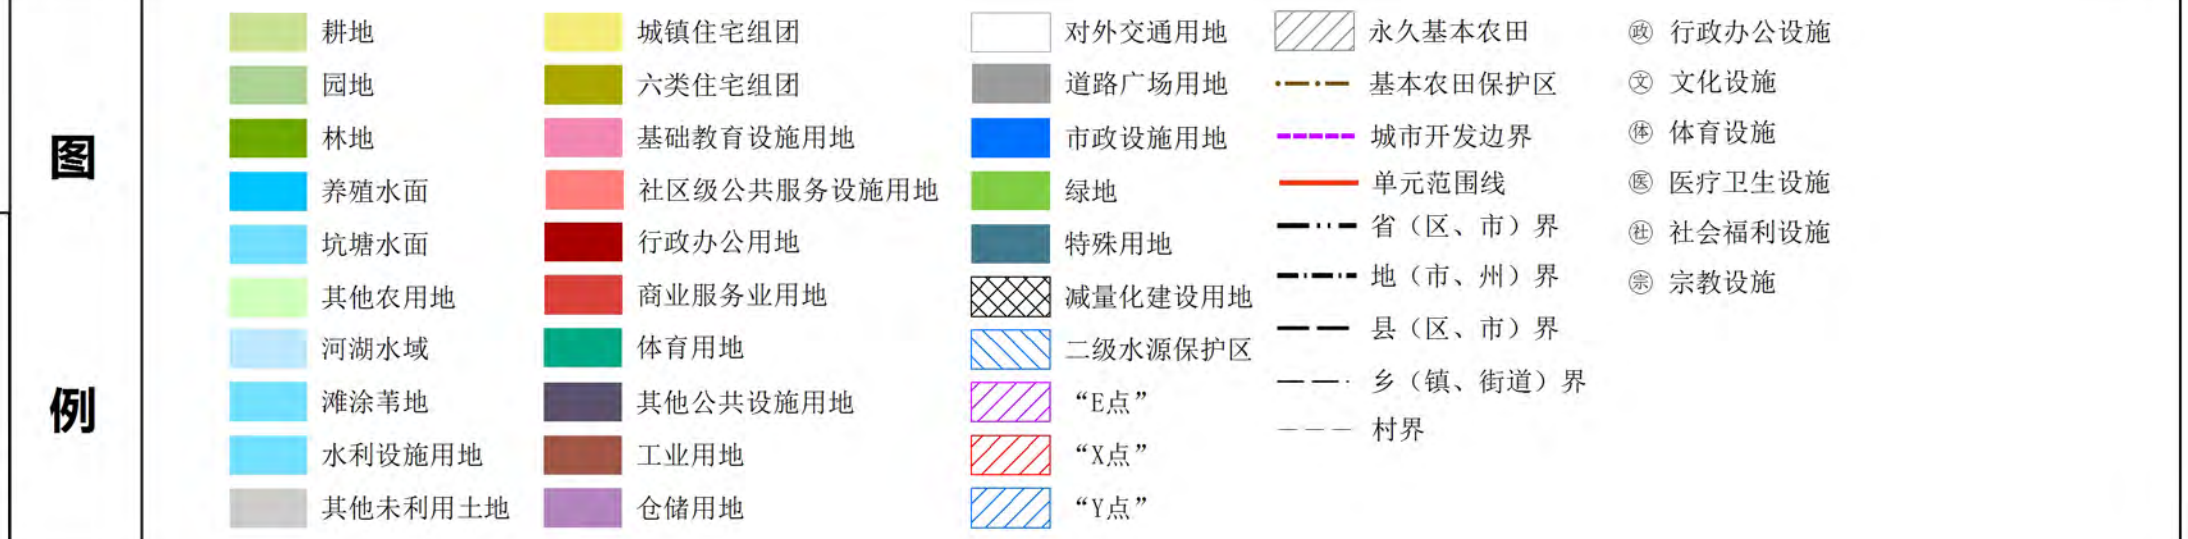 图例
耕地
园地
林地
养殖水面
坑塘水面
其他农用地
河湖水域
滩涂苇地
水利设施用地
其他未利用土地
城镇住宅组团
六类住宅组团
基础教育设施用地
社区级公共服务设施用地
行政办公用地
商业服务业用地
体育用地
其他公共设施用地
工业用地
仓储用地
对外交通用地
道路广场用地
市政设施用地
绿地
特殊用地
减量化建设用地
二级水源保护区
“E点”
“X点”
“Y点”
永久基本农田
基本农田保护区
城市开发边界
单元范围线
省（区、市）界
地（市、州）界
县（区、市）界
乡（镇、街道）界
村界
政 行政办公设施
文 文化设施
体 体育设施
医 医疗卫生设施
社 社会福利设施
宗 宗教设施